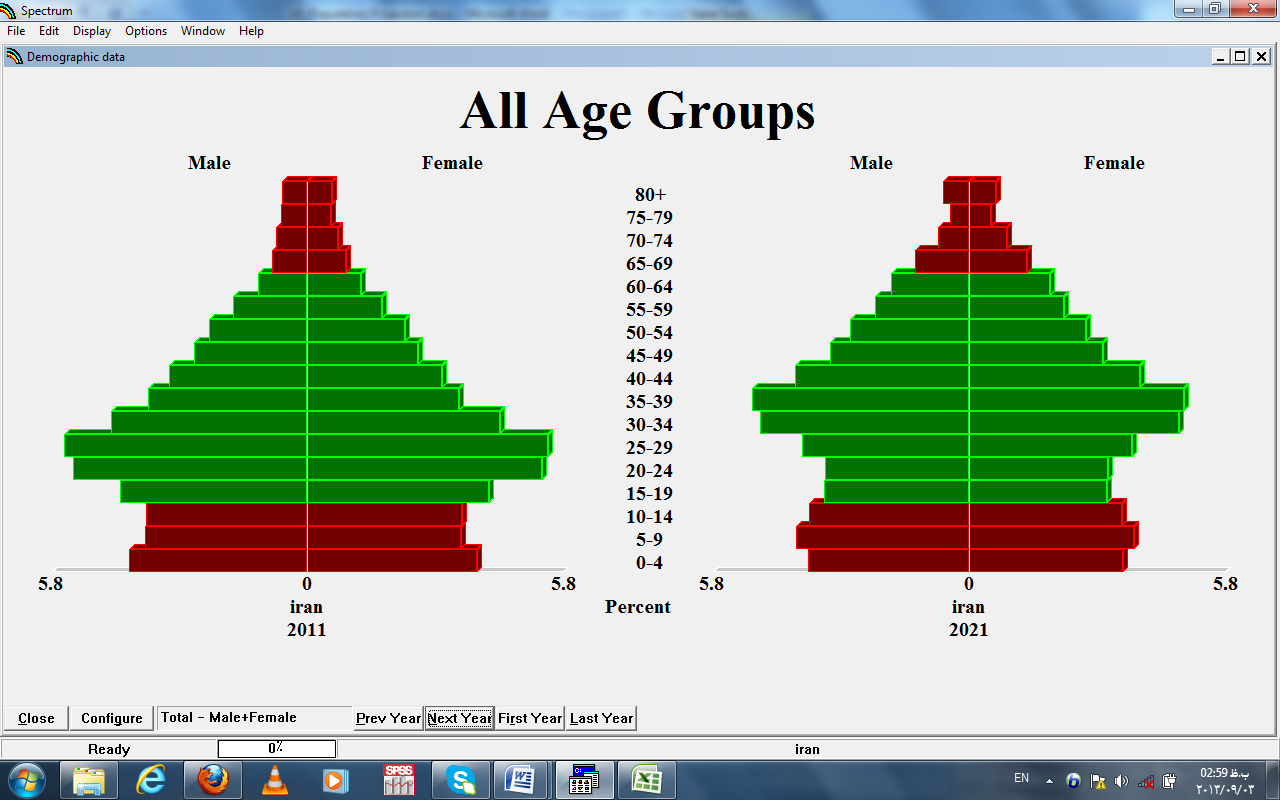 Spectrum
File Edit Display Options Window Help
Demographic data
All Age Groups
Male Female Male Female
80+
75-79
70-74
65-69
60-64
55-59
50-54
45-49
40-44
35-39
30-34
25-29
20-24
15-19
10-14
5-9
0-4
5.8 0 5.8 5.8 0 5.8
iran Percent iran
2011 2021
Close Configure Total - Male+Female Prev Year Next Year First Year Last Year
Ready 0% iran
SPSS
EN
02:59 ب.ظ
۲۰۱۳/۰۹/۰۳